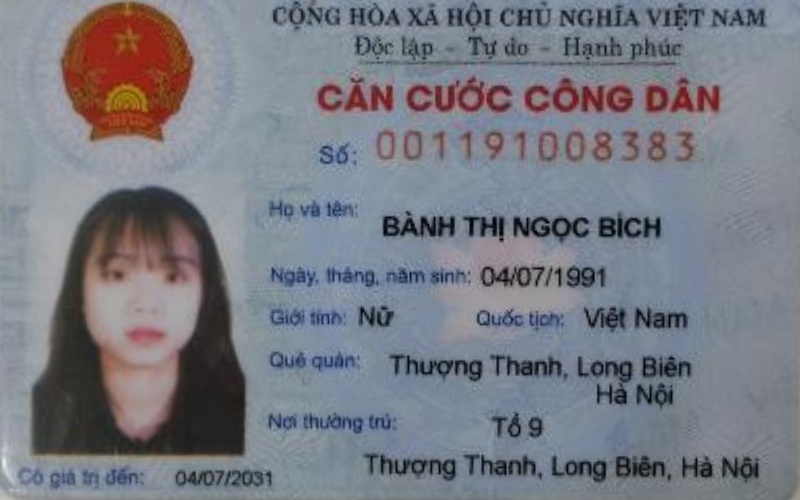 CỘNG HÒA XÃ HỘI CHỦ NGHĨA VIỆT NAM
Độc lập - Tự do - Hạnh phúc
CĂN CƯỚC CÔNG DÂN
Số: 001191008383
Họ và tên: BÀNH THỊ NGỌC BÍCH
Ngày, tháng, năm sinh: 04/07/1991
Giới tính: Nữ Quốc tịch: Việt Nam
Quê quán: Thượng Thanh, Long Biên
Hà Nội
Nơi thường trú: Tổ 9
Thượng Thanh, Long Biên, Hà Nội
Có giá trị đến: 04/07/2031